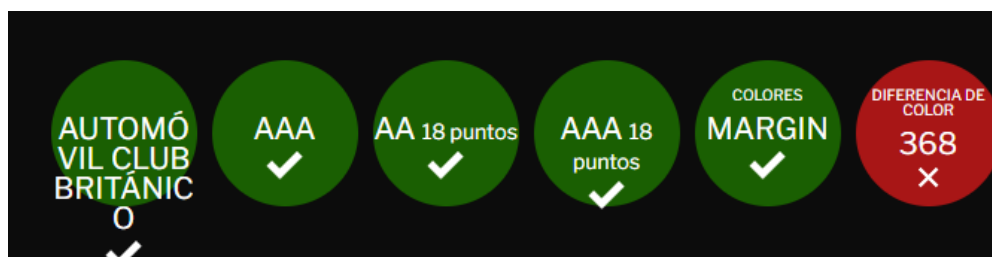 AUTOMÓ
VIL CLUB
BRITÁNIC
O
AAA
AA 18 puntos
AAA 18
puntos
COLORES
MARGIN
DIFERENCIA DE
COLOR
368